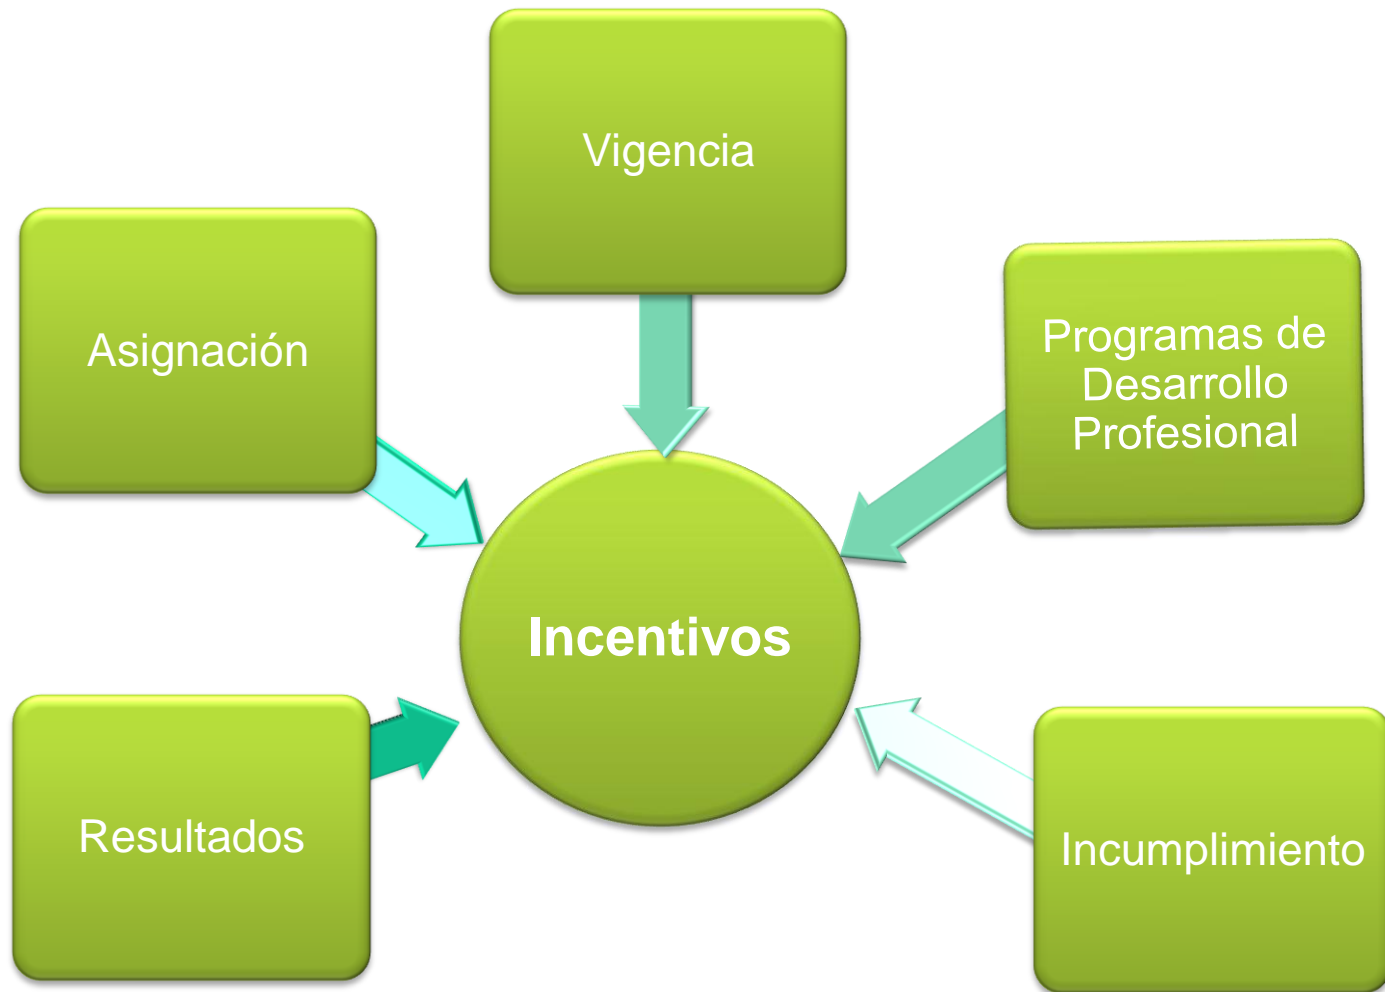 Vigencia
Asignación
Programas de
Desarrollo
Profesional
Incentivos
Resultados
Incumplimiento